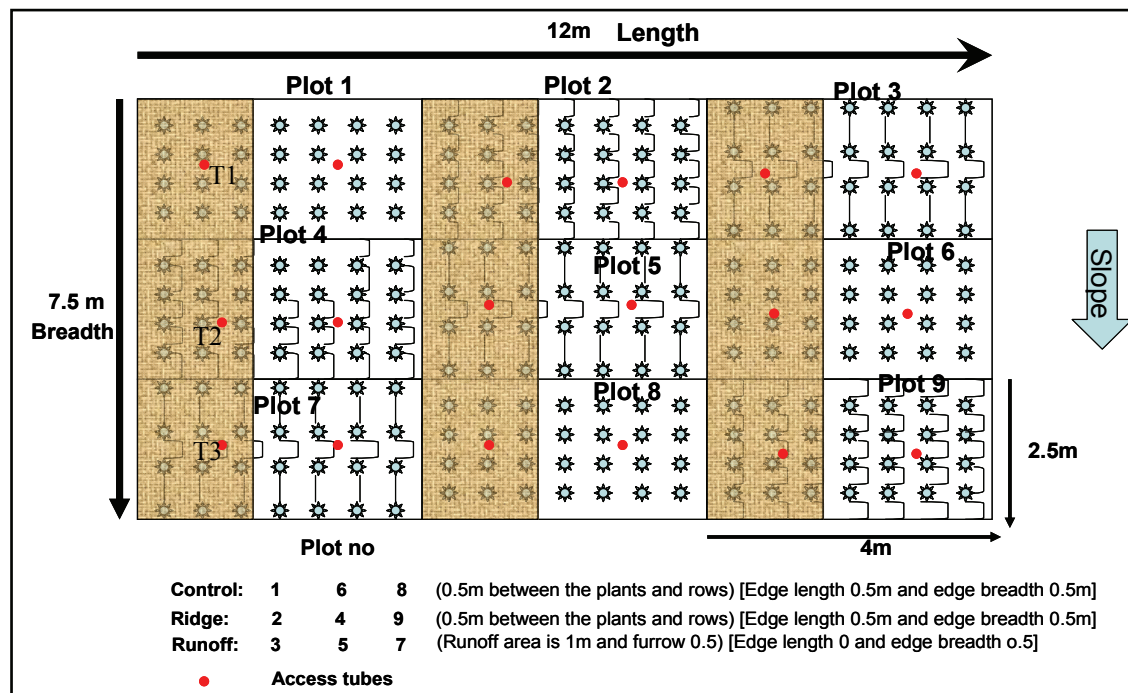 12m Length
Plot 1
Plot 2
Plot 3
T1
Plot 4
Plot 5
Plot 6
Slope
7.5 m
Breadth
T2
Plot 7
Plot 8
Plot 9
T3
2.5m
4m
Plot no
Control: 1 6 8 (0.5m between the plants and rows) [Edge length 0.5m and edge breadth 0.5m]
Ridge: 2 4 9 (0.5m between the plants and rows) [Edge length 0.5m and edge breadth 0.5m]
Runoff: 3 5 7 (Runoff area is 1m and furrow 0.5) [Edge length 0 and edge breadth o.5]
Access tubes